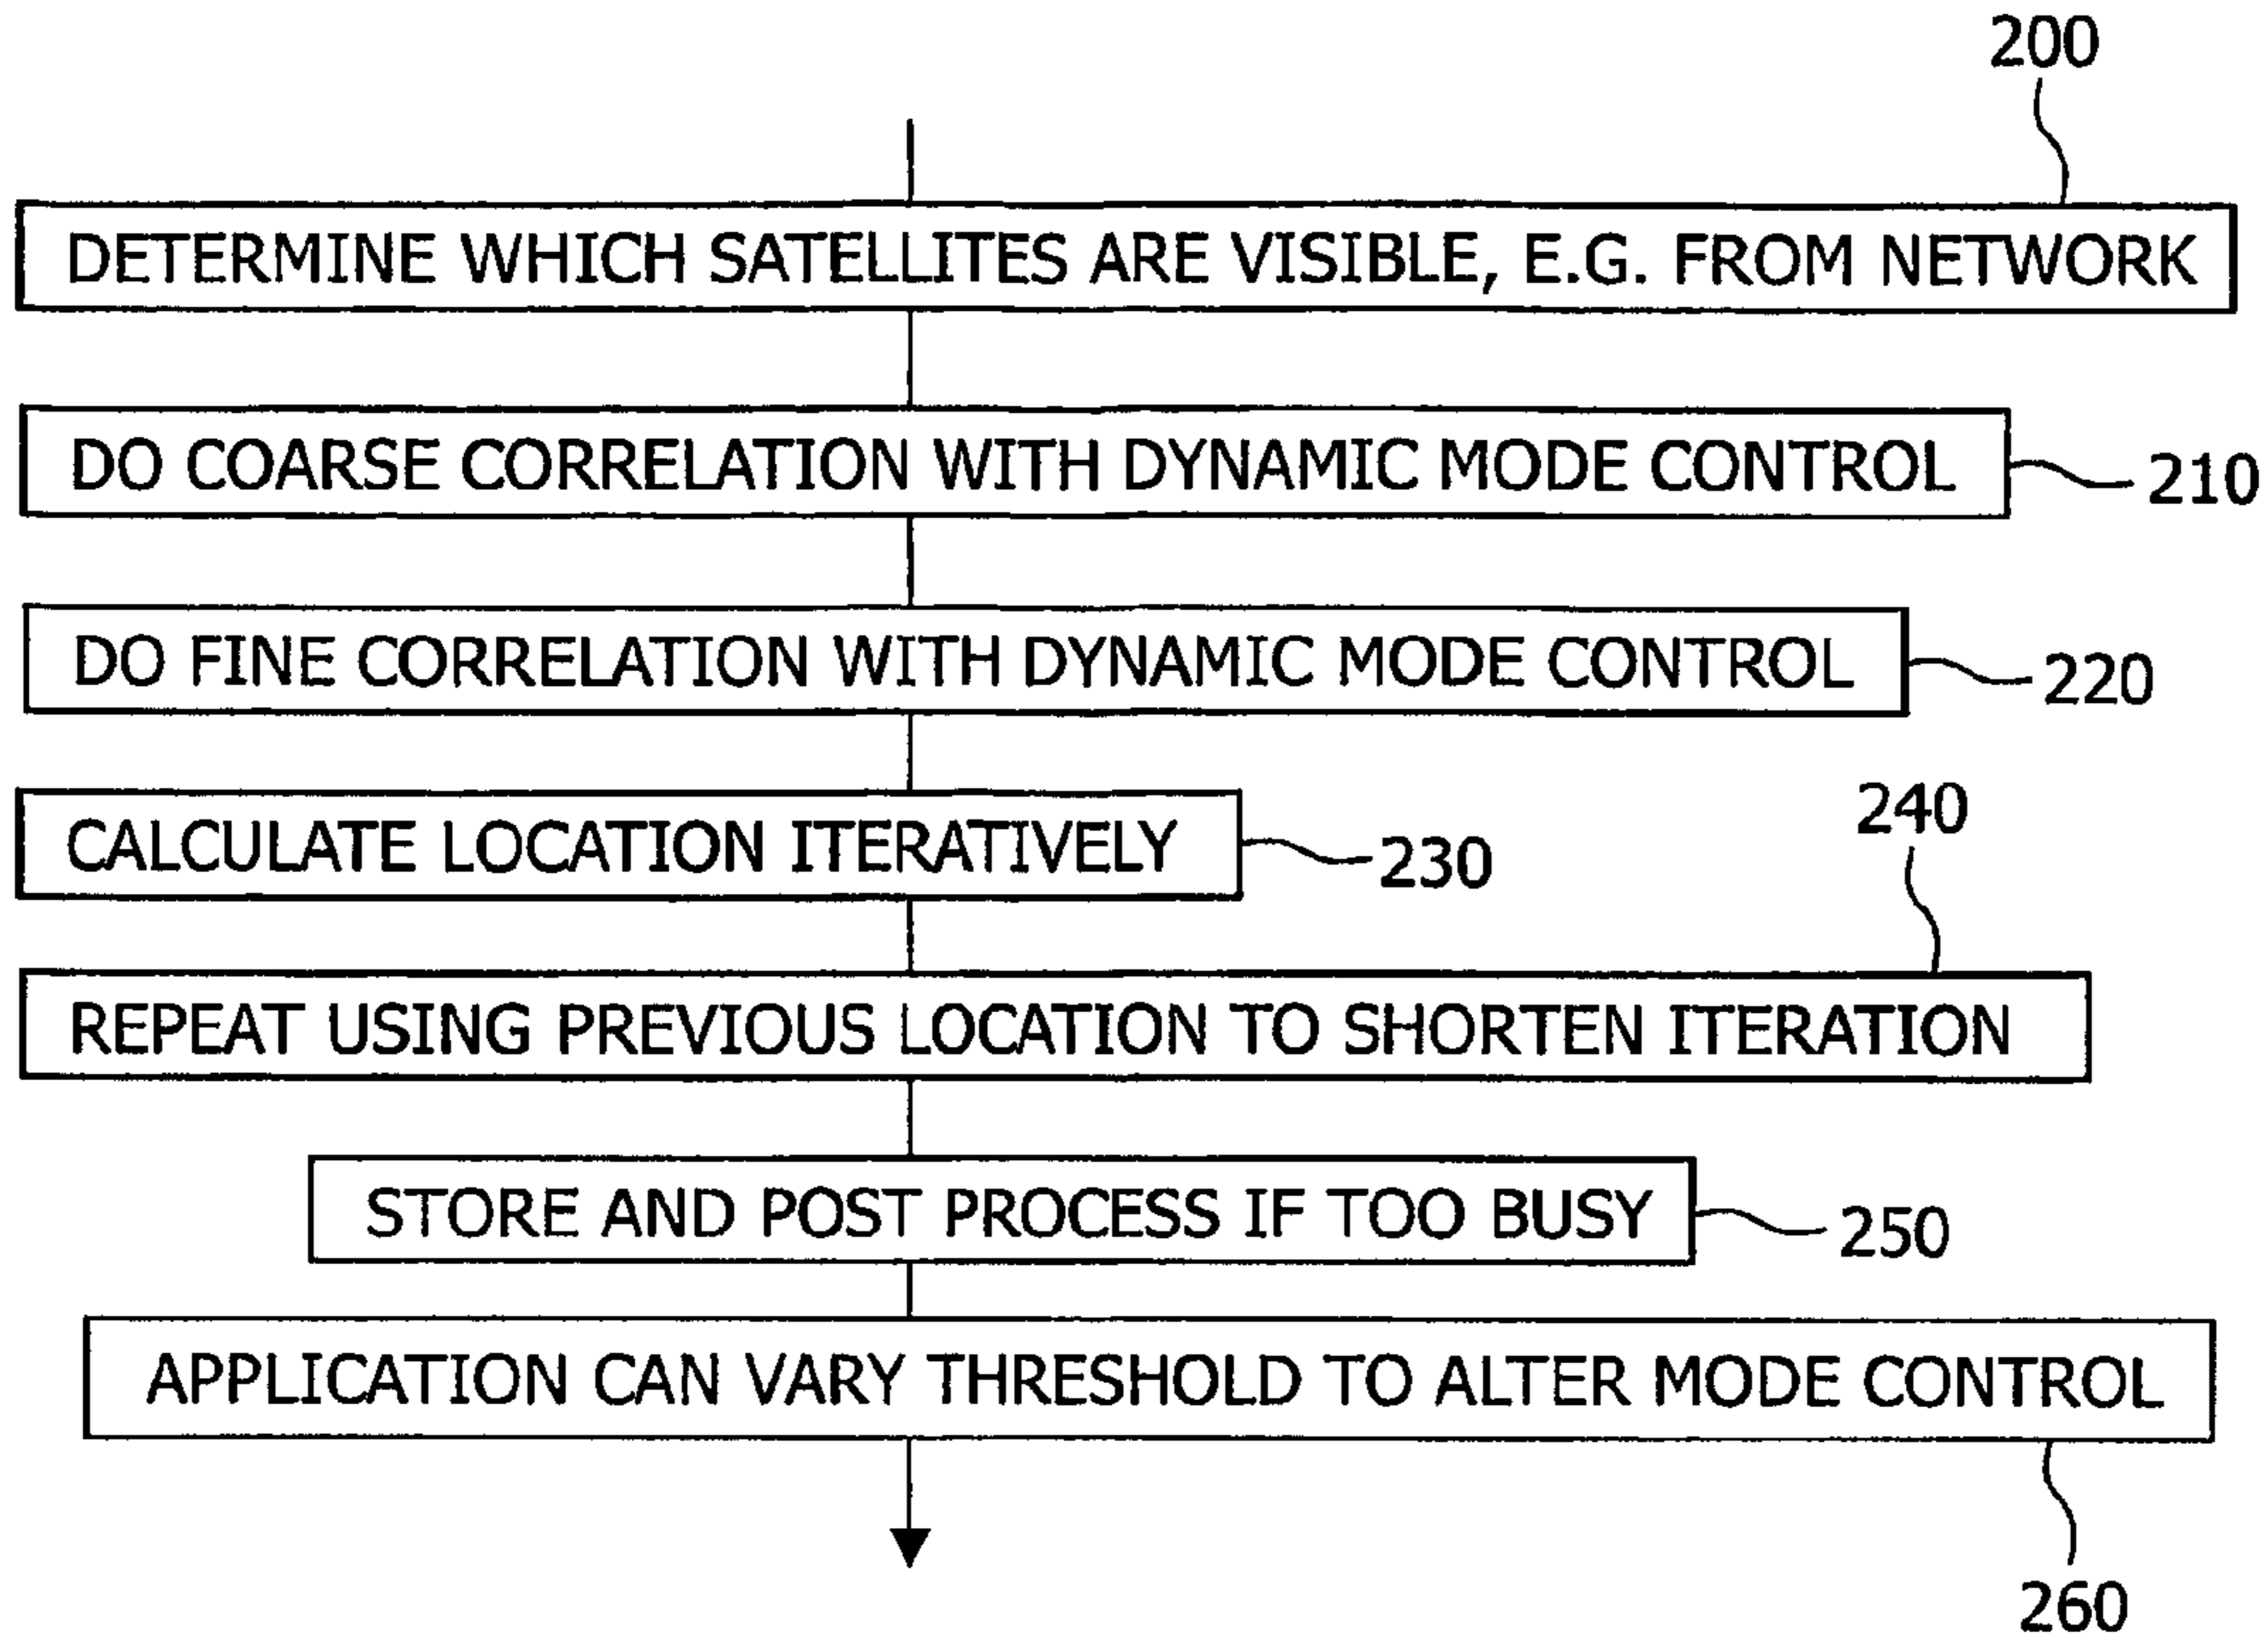 200
DETERMINE WHICH SATELLITES ARE VISIBLE, E.G. FROM NETWORK
DO COARSE CORRELATION WITH DYNAMIC MODE CONTROL
210
DO FINE CORRELATION WITH DYNAMIC MODE CONTROL
220
CALCULATE LOCATION ITERATIVELY
230
240
REPEAT USING PREVIOUS LOCATION TO SHORTEN ITERATION
STORE AND POST PROCESS IF TOO BUSY
250
APPLICATION CAN VARY THRESHOLD TO ALTER MODE CONTROL
260